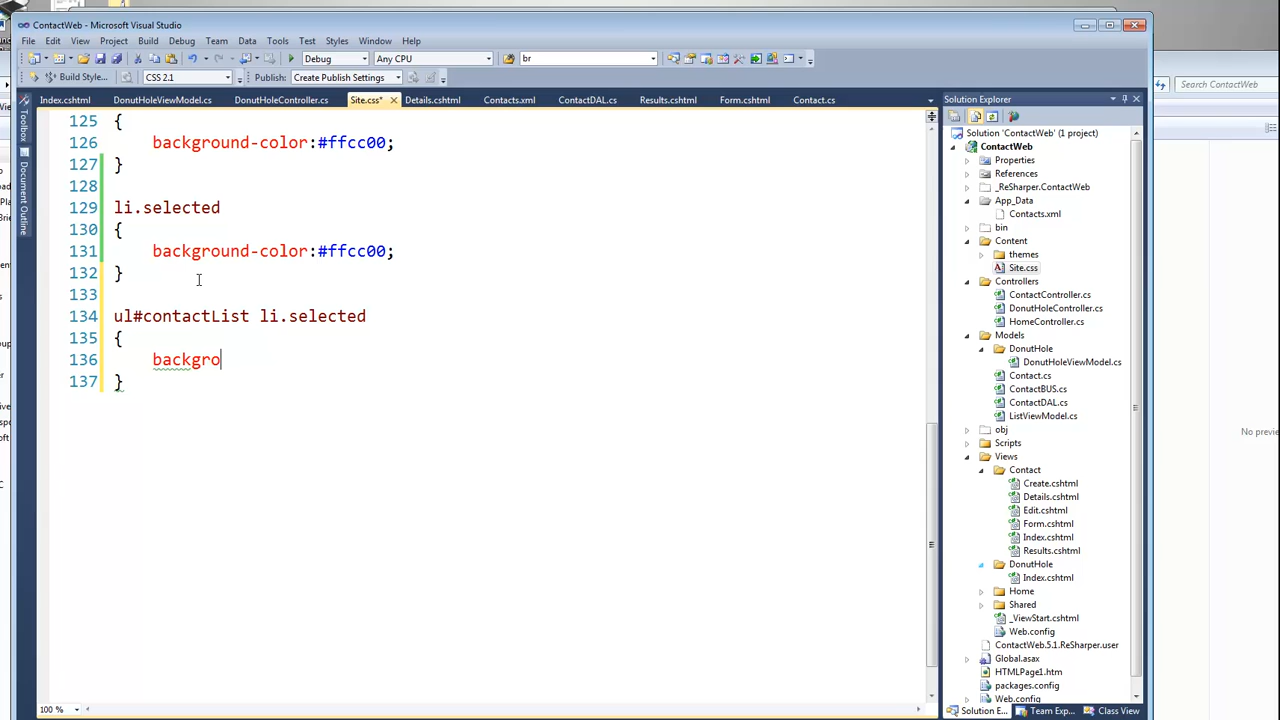 ContactWeb - Microsoft Visual Studio
File Edit View Project Build Debug Team Data Tools Test Styles Window Help
Debug Any CPU br
Build Style... CSS 2.1 Publish: Create Publish Settings
Index.cshtml DonutHoleViewModel.cs DonutHoleController.cs Site.css* Details.cshtml Contacts.xml ContactDAL.cs Results.cshtml Form.cshtml Contact.cs
Toolbox
Document Outline
125 {
126 background-color:#ffcc00;
127 }
128
129 li.selected
130 {
131 background-color:#ffcc00;
132 }
133
134 ul#contactList li.selected
135 {
136 backgro
137 }
100 %
Solution Explorer
Solution 'ContactWeb' (1 project)
ContactWeb
Properties
References
_ReSharper.ContactWeb
App_Data
Contacts.xml
bin
Content
themes
Site.css
Controllers
ContactController.cs
DonutHoleController.cs
HomeController.cs
Models
DonutHole
DonutHoleViewModel.cs
Contact.cs
ContactBUS.cs
ContactDAL.cs
ListViewModel.cs
obj
Scripts
Views
Contact
Create.cshtml
Details.cshtml
Edit.cshtml
Form.cshtml
Index.cshtml
Results.cshtml
DonutHole
Index.cshtml
Home
Shared
_ViewStart.cshtml
Web.config
ContactWeb.5.1.ReSharper.user
Global.asax
HTMLPage1.htm
packages.config
Web.config
Solution E... Team Exp... Class View
Search ContactWeb
No previe